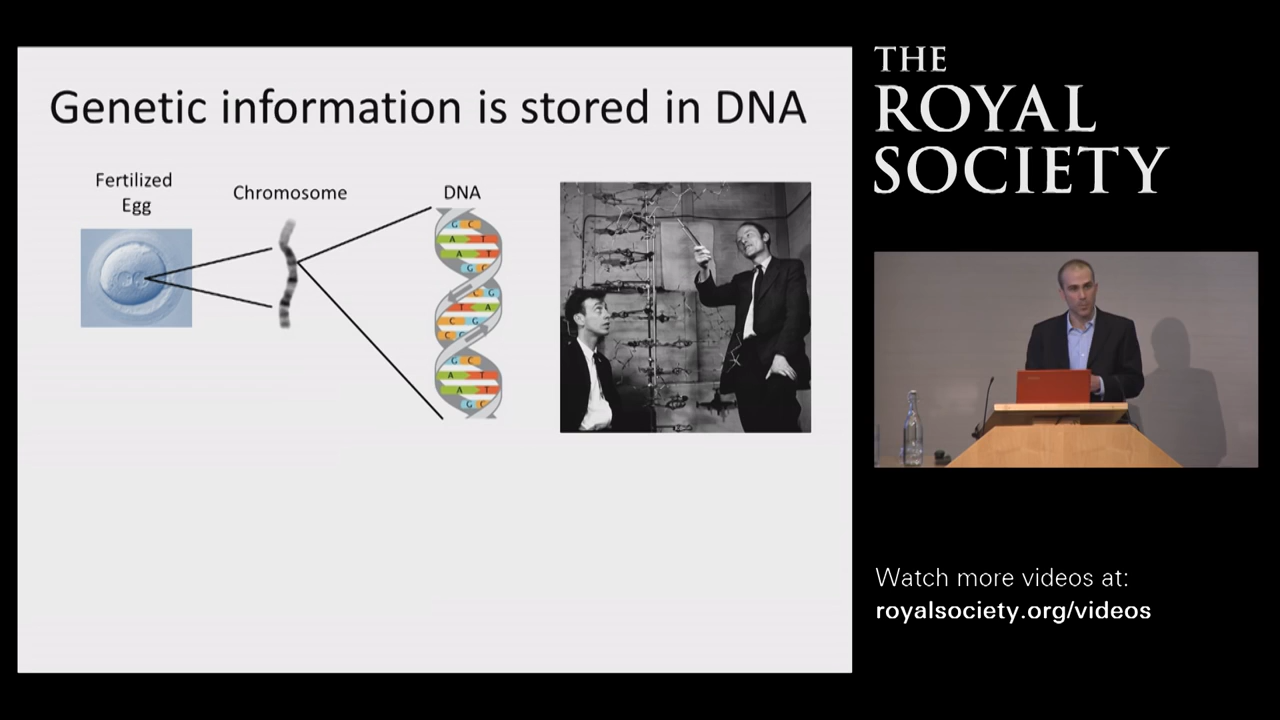 Genetic information is stored in DNA
Fertilized
Egg
Chromosome
DNA
G C
A T
A T
G C
C G
T A
C G
C G
G C
A T
A T
G C
THE
ROYAL
SOCIETY
Watch more videos at:
royalsociety.org/videos